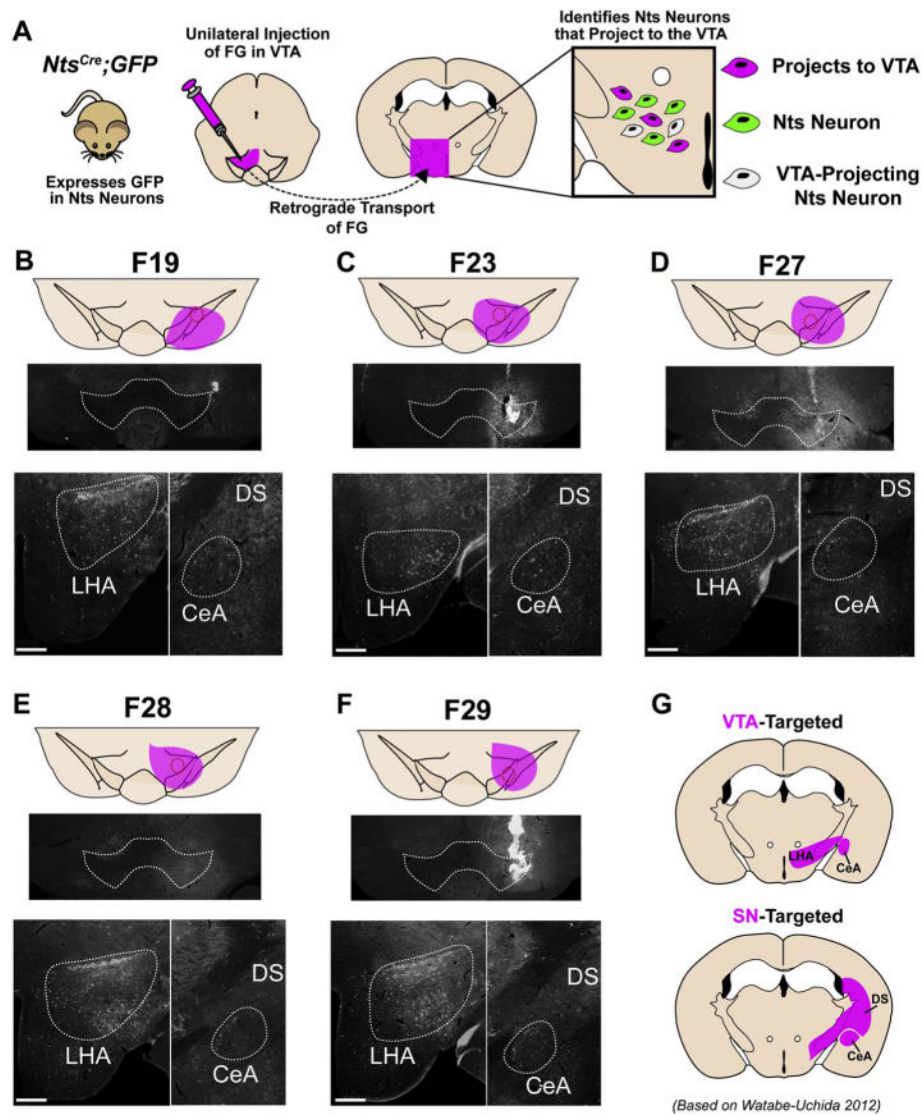 A
Nts^Cre;GFP
Expresses GFP
in Nts Neurons
Unilateral Injection
of FG in VTA
Retrograde Transport
of FG
Identifies Nts Neurons
that Project to the VTA
Projects to VTA
Nts Neuron
VTA-Projecting
Nts Neuron
B
F19
LHA
DS
CeA
C
F23
LHA
DS
CeA
D
F27
LHA
DS
CeA
E
F28
LHA
DS
CeA
F
F29
LHA
DS
CeA
G
VTA-Targeted
LHA
CeA
SN-Targeted
DS
CeA
(Based on Watabe-Uchida 2012)